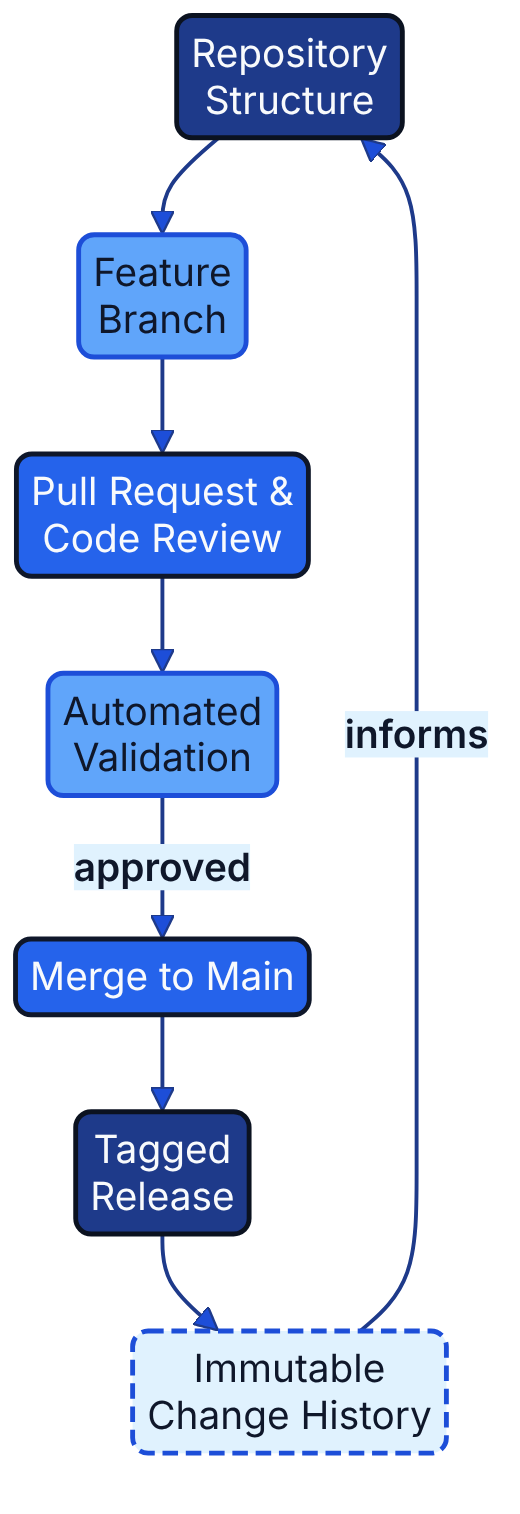 Repository
Structure
Feature
Branch
Pull Request &
Code Review
Automated
Validation
informs
approved
Merge to Main
Tagged
Release
Immutable
Change History